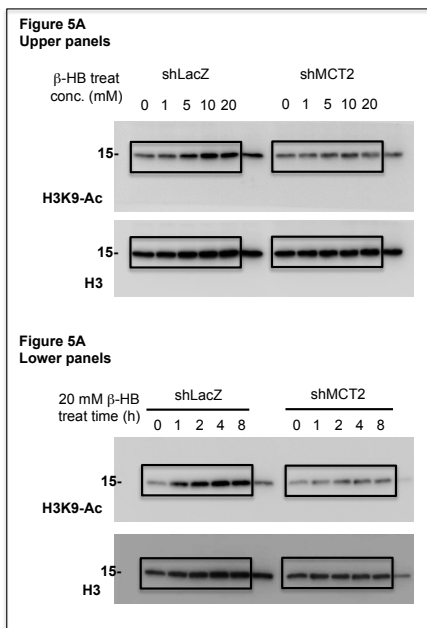 Figure 5A
Upper panels
β-HB treat
conc. (mM)
shLacZ
shMCT2
0 1 5 10 20
0 1 5 10 20
15-
H3K9-Ac
15-
H3
Figure 5A
Lower panels
20 mM β-HB
treat time (h)
shLacZ
shMCT2
0 1 2 4 8
0 1 2 4 8
15-
H3K9-Ac
15-
H3